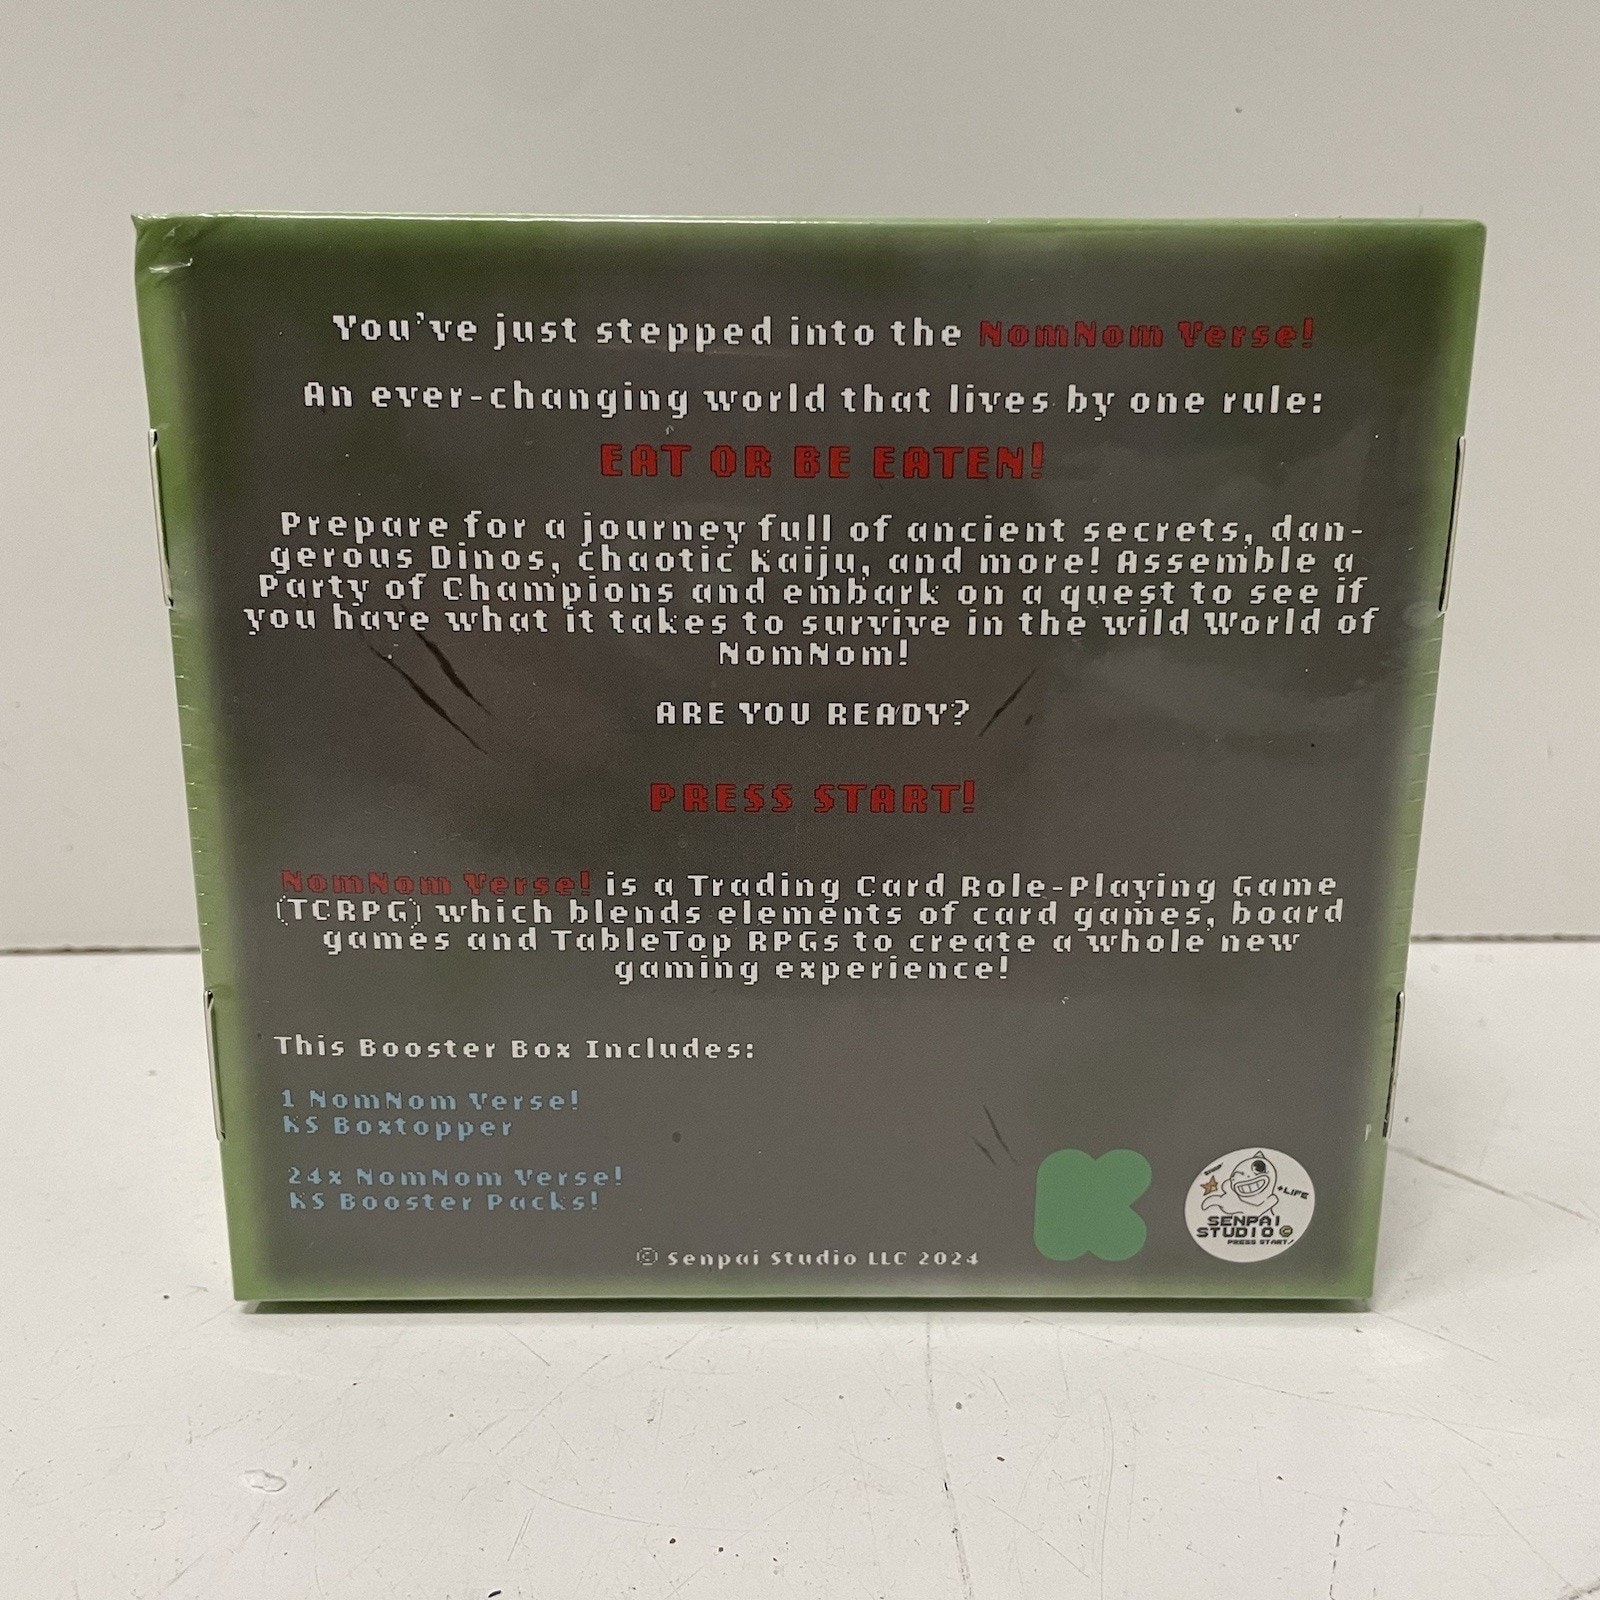 You've just stepped into the NomNom Verse!
An ever-changing world that lives by one rule:
EAT OR BE EATEN!
Prepare for a journey full of ancient secrets, dan-
gerous Dinos, chaotic Kaiju, and more! Assemble a
Party of Champions and embark on a quest to see if
you have what it takes to survive in the wild World of
NomNom!
ARE YOU READY?
PRESS START!
NomNom Verse! is a Trading Card Role-Playing Game
(TCRPG) which blends elements of card games, board
games and TableTop RPGs to create a whole new
gaming experience!
This Booster Box Includes:
1 NomNom Verse!
KS Boxtopper
24x NomNom Verse!
KS Booster Packs!
© Senpai Studio LLC 2024
K
+LIFE
SENPAI
STUDIO ©
PRESS START!